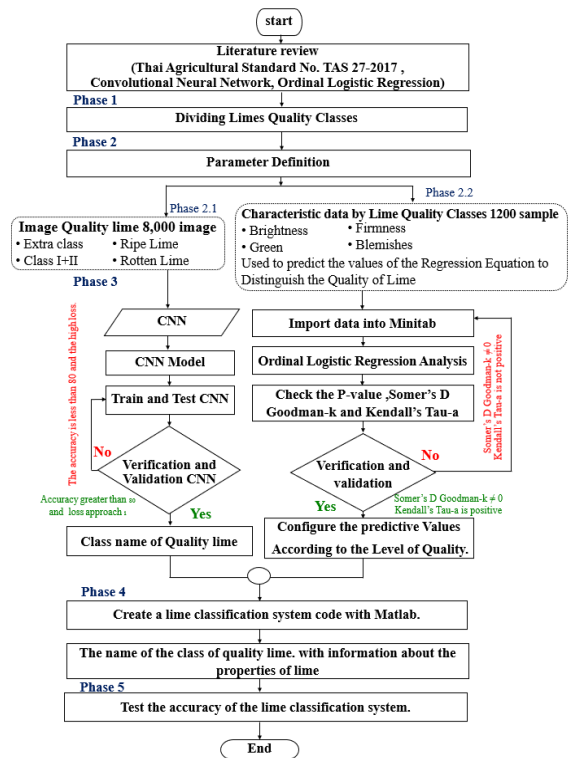 start
Literature review
(Thai Agricultural Standard No. TAS 27-2017 ,
Convolutional Neural Network, Ordinal Logistic Regression)
Phase 1
Dividing Limes Quality Classes
Phase 2
Parameter Definition
Phase 2.1
Image Quality lime 8,000 image
• Extra class
• Ripe Lime
• Class I+II
• Rotten Lime
Phase 2.2
Characteristic data by Lime Quality Classes 1200 sample
• Brightness
• Firmness
• Green
• Blemishes
Used to predict the values of the Regression Equation to
Distinguish the Quality of Lime
Phase 3
CNN
CNN Model
Train and Test CNN
Verification and
Validation CNN
No
The accuracy is less than 80 and the high loss.
Accuracy greater than 80
and loss approach 1
Yes
Class name of Quality lime
Import data into Minitab
Ordinal Logistic Regression Analysis
Check the P-value ,Somer's D
Goodman-k and Kendall's Tau-a
Verification and
validation
No
Somer's D Goodman-k ≠ 0
Kendall's Tau-a is not positive
Yes
Somer's D Goodman-k ≠ 0
Kendall's Tau-a is positive
Configure the predictive Values
According to the Level of Quality.
Phase 4
Create a lime classification system code with Matlab.
The name of the class of quality lime. with information about the
properties of lime
Phase 5
Test the accuracy of the lime classification system.
End